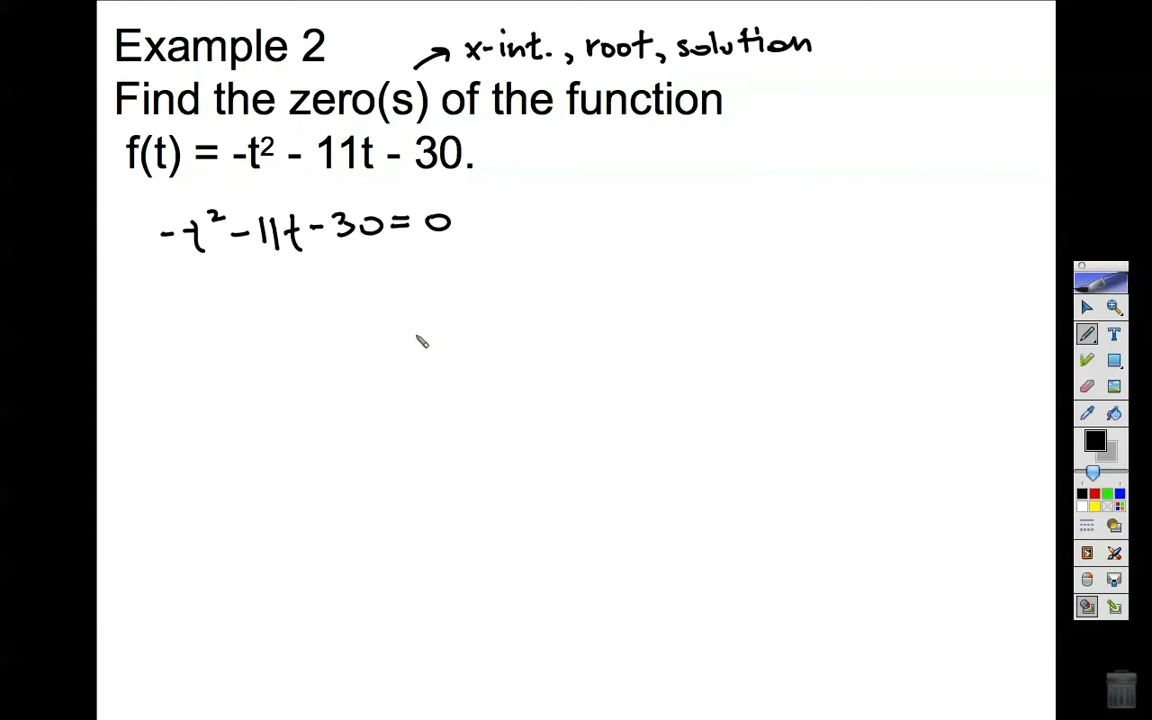 Example 2
→ x-int., root, solution
Find the zero(s) of the function
f(t) = -t² - 11t - 30.
-t² - 11t - 30 = 0